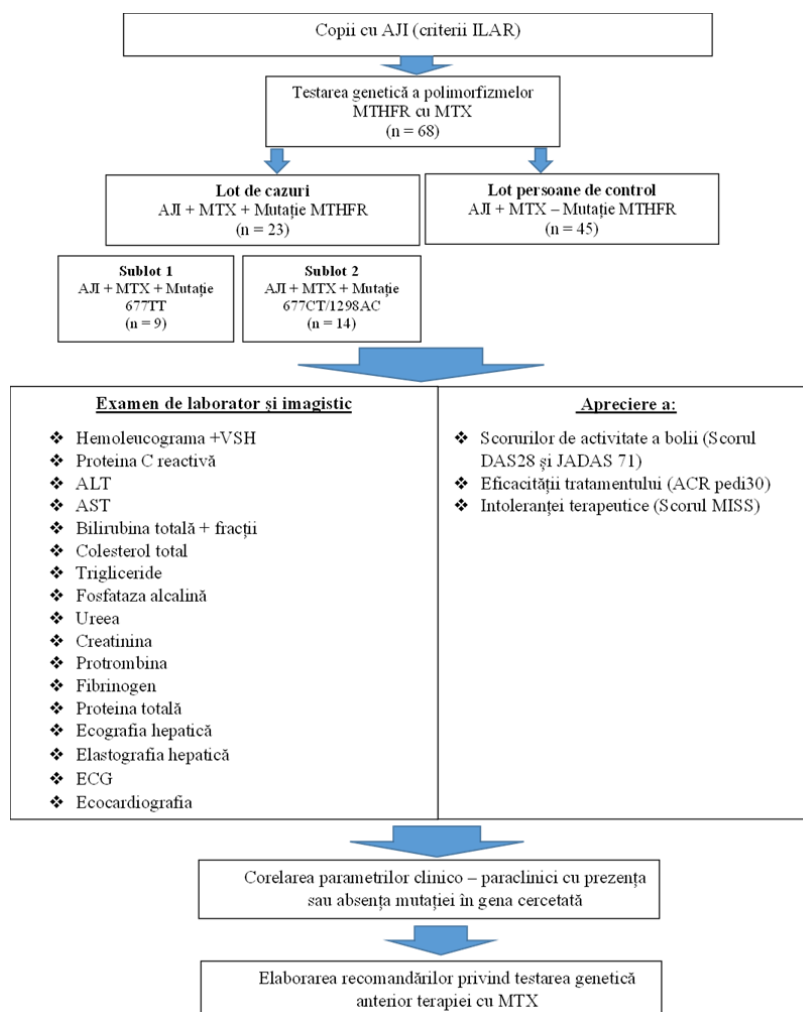 Copii cu AJI (criterii ILAR)
Testarea genetică a polimorfizmelor
MTHFR cu MTX
(n = 68)
Lot de cazuri
AJI + MTX + Mutație MTHFR
(n = 23)
Lot persoane de control
AJI + MTX – Mutație MTHFR
(n = 45)
Sublot 1
AJI + MTX + Mutație
677TT
(n = 9)
Sublot 2
AJI + MTX + Mutație
677CT/1298AC
(n = 14)
Examen de laborator și imagistic
❖ Hemoleucograma +VSH
❖ Proteina C reactivă
❖ ALT
❖ AST
❖ Bilirubina totală + fracții
❖ Colesterol total
❖ Trigliceride
❖ Fosfataza alcalină
❖ Ureea
❖ Creatinina
❖ Protrombina
❖ Fibrinogen
❖ Proteina totală
❖ Ecografia hepatică
❖ Elastografia hepatică
❖ ECG
❖ Ecocardiografia
Apreciere a:
❖ Scorurilor de activitate a bolii (Scorul
DAS28 și JADAS 71)
❖ Eficacității tratamentului (ACR pedi30)
❖ Intoleranței terapeutice (Scorul MISS)
Corelarea parametrilor clinico – paraclinici cu prezența
sau absența mutației în gena cercetată
Elaborarea recomandărilor privind testarea genetică
anterior terapiei cu MTX